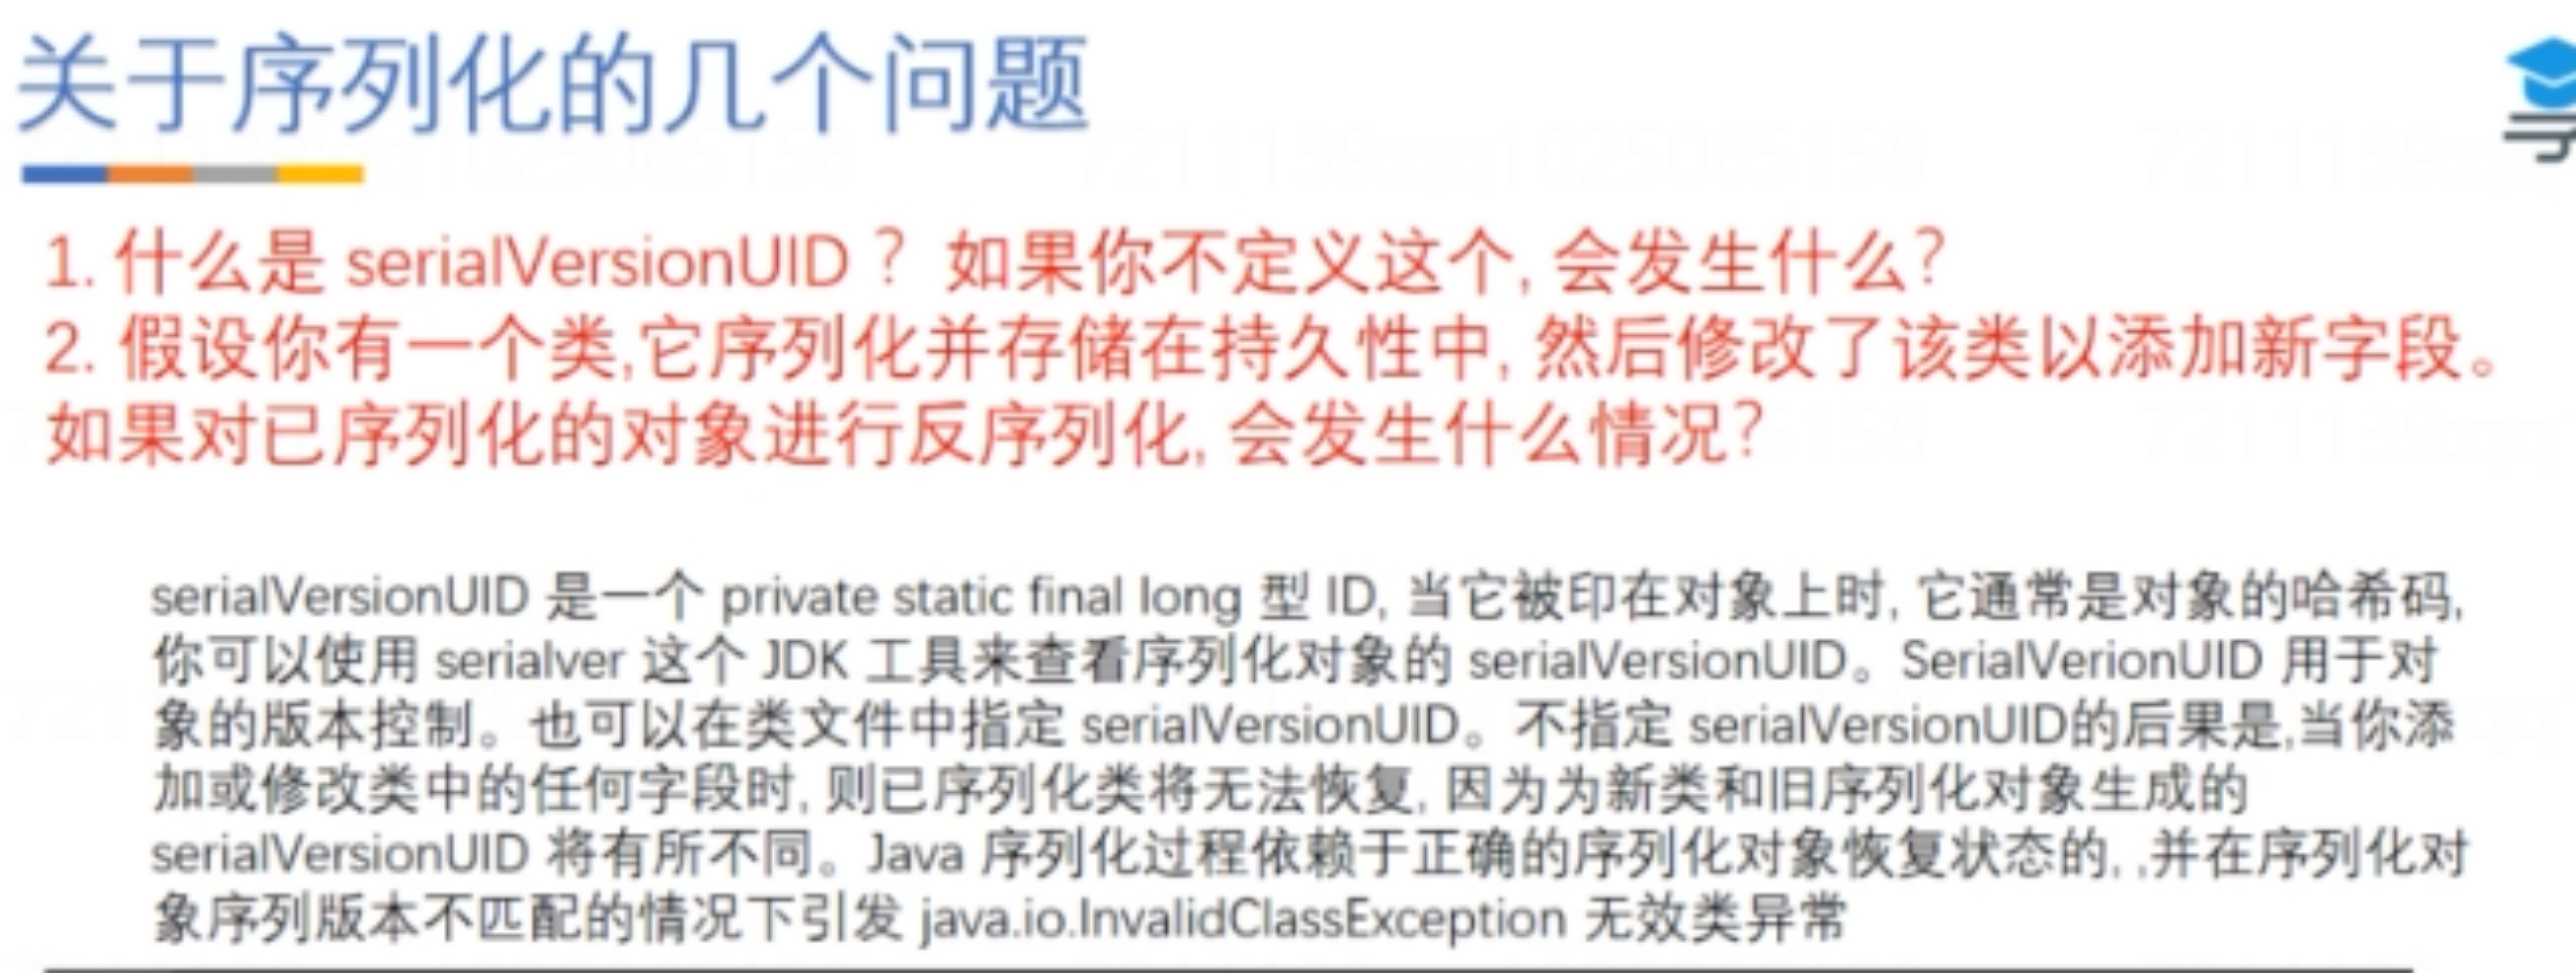 关于序列化的几个问题
1025065158
7211139:qq1025065158
7211139:qq
1. 什么是 serialVersionUID ？ 如果你不定义这个, 会发生什么？
2. 假设你有一个类,它序列化并存储在持久性中, 然后修改了该类以添加新字段。
如果对已序列化的对象进行反序列化, 会发生什么情况？
5158
7211139:qq
serialVersionUID 是一个 private static final long 型 ID, 当它被印在对象上时, 它通常是对象的哈希码,
你可以使用 serialver 这个 JDK 工具来查看序列化对象的 serialVersionUID。SerialVerionUID 用于对
象的版本控制。也可以在类文件中指定 serialVersionUID。不指定 serialVersionUID的后果是,当你添
加或修改类中的任何字段时, 则已序列化类将无法恢复, 因为为新类和旧序列化对象生成的
serialVersionUID 将有所不同。Java 序列化过程依赖于正确的序列化对象恢复状态的, ,并在序列化对
象序列版本不匹配的情况下引发 java.io.InvalidClassException 无效类异常